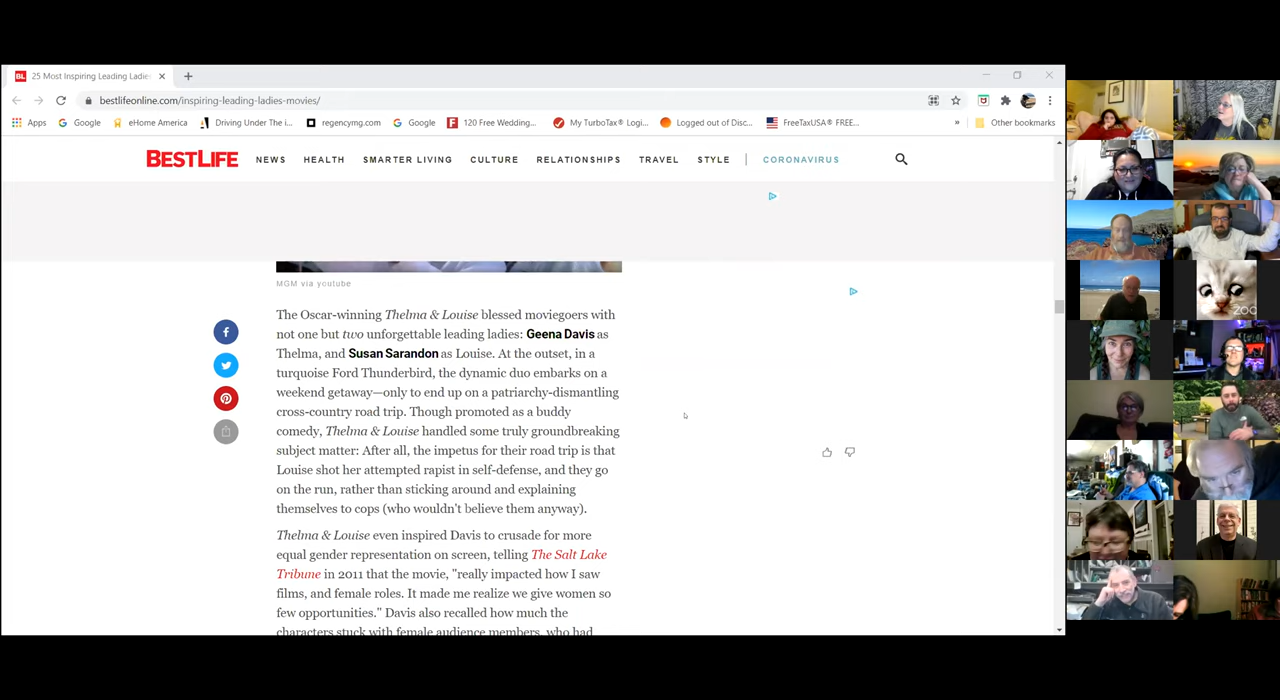 BL 25 Most Inspiring Leading Ladie
bestlifeonline.com/inspiring-leading-ladies-movies/
Apps Google eHome America Driving Under The i... regencymg.com Google 120 Free Wedding... My TurboTax® Logi... Logged out of Disc... FreeTaxUSA® FREE... » Other bookmarks
BESTLIFE NEWS HEALTH SMARTER LIVING CULTURE RELATIONSHIPS TRAVEL STYLE | CORONAVIRUS
MGM via youtube
The Oscar-winning Thelma & Louise blessed moviegoers with
not one but two unforgettable leading ladies: Geena Davis as
Thelma, and Susan Sarandon as Louise. At the outset, in a
turquoise Ford Thunderbird, the dynamic duo embarks on a
weekend getaway—only to end up on a patriarchy-dismantling
cross-country road trip. Though promoted as a buddy
comedy, Thelma & Louise handled some truly groundbreaking
subject matter: After all, the impetus for their road trip is that
Louise shot her attempted rapist in self-defense, and they go
on the run, rather than sticking around and explaining
themselves to cops (who wouldn't believe them anyway).
Thelma & Louise even inspired Davis to crusade for more
equal gender representation on screen, telling The Salt Lake
Tribune in 2011 that the movie, "really impacted how I saw
films, and female roles. It made me realize we give women so
few opportunities." Davis also recalled how much the
characters stuck with female audience members, who had